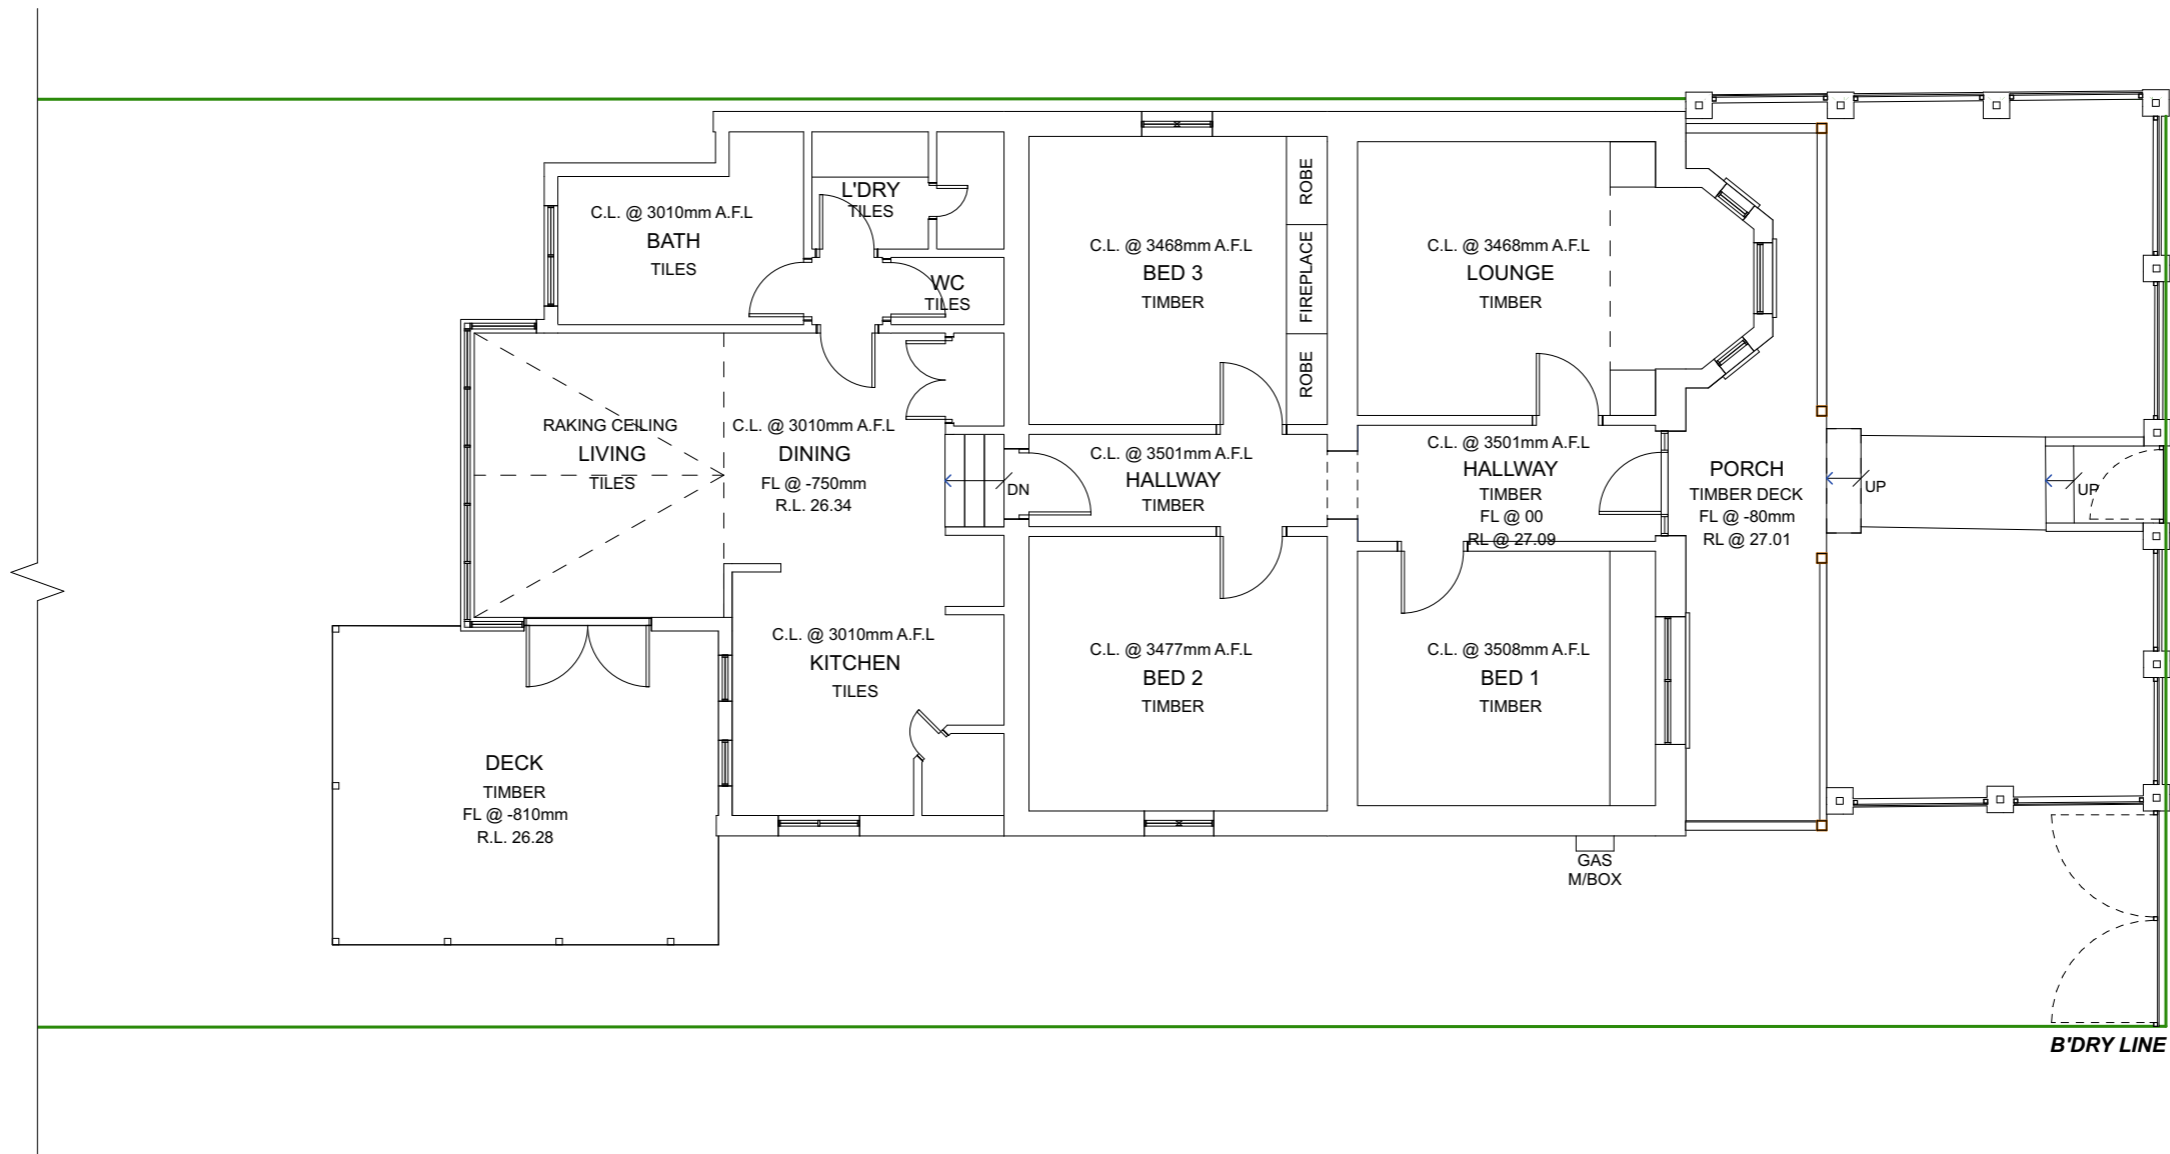 L'DRY
TILES
C.L. @ 3010mm A.F.L
BATH
TILES
WC
TILES
C.L. @ 3468mm A.F.L
BED 3
TIMBER
ROBE
FIREPLACE
ROBE
C.L. @ 3468mm A.F.L
LOUNGE
TIMBER
RAKING CEILING
LIVING
TILES
C.L. @ 3010mm A.F.L
DINING
FL @ -750mm
R.L. 26.34
DN
C.L. @ 3501mm A.F.L
HALLWAY
TIMBER
C.L. @ 3501mm A.F.L
HALLWAY
TIMBER
FL @ 00
RL @ 27.09
PORCH
TIMBER DECK
FL @ -80mm
RL @ 27.01
UP
UP
C.L. @ 3010mm A.F.L
KITCHEN
TILES
C.L. @ 3477mm A.F.L
BED 2
TIMBER
C.L. @ 3508mm A.F.L
BED 1
TIMBER
DECK
TIMBER
FL @ -810mm
R.L. 26.28
GAS
M/BOX
B'DRY LINE